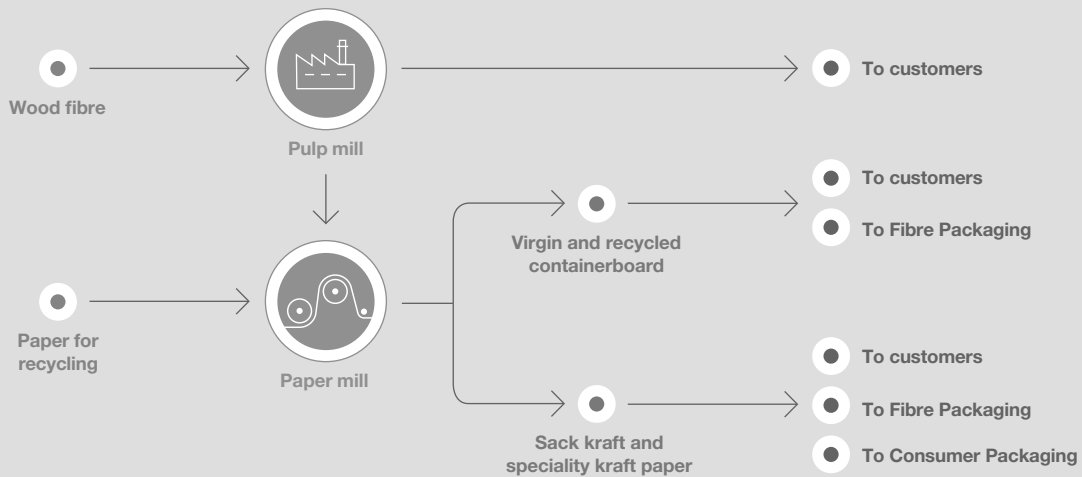 Wood fibre
Pulp mill
To customers
Paper for
recycling
Paper mill
Virgin and recycled
containerboard
To customers
To Fibre Packaging
Sack kraft and
speciality kraft paper
To customers
To Fibre Packaging
To Consumer Packaging